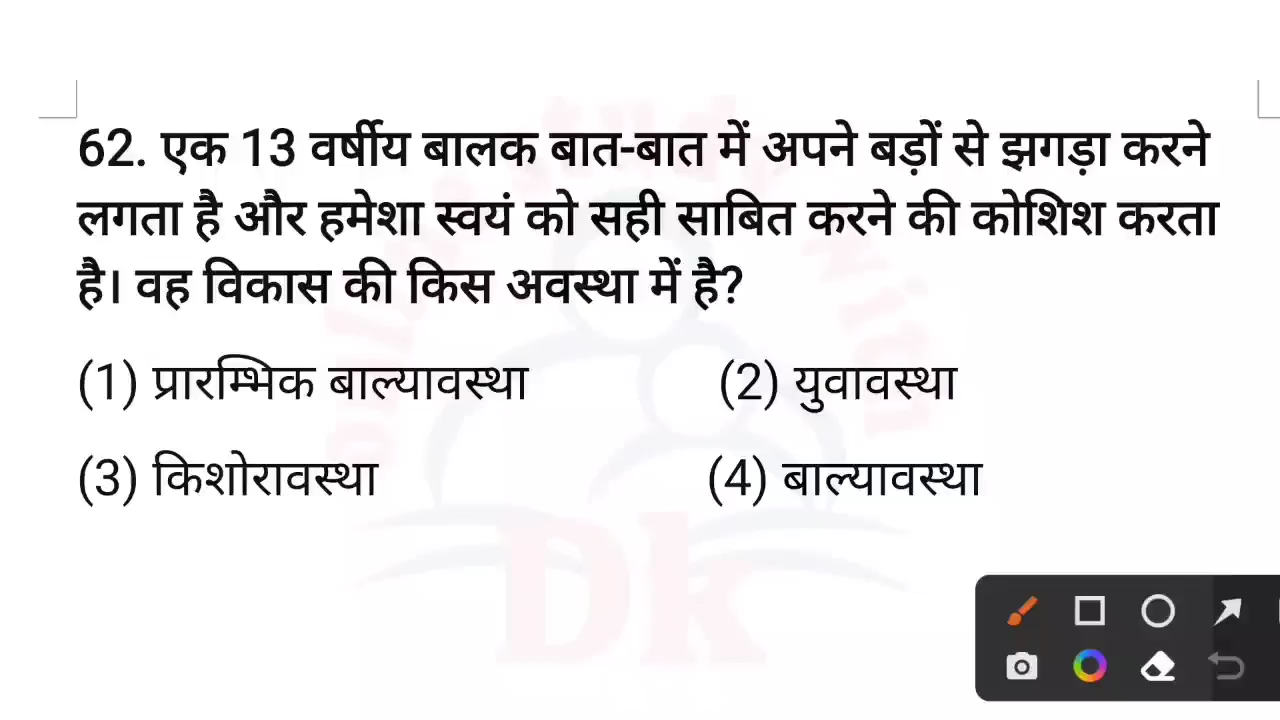 62. एक 13 वर्षीय बालक बात-बात में अपने बड़ों से झगड़ा करने
लगता है और हमेशा स्वयं को सही साबित करने की कोशिश करता
है। वह विकास की किस अवस्था में है?
(1) प्रारम्भिक बाल्यावस्था (2) युवावस्था
(3) किशोरावस्था (4) बाल्यावस्था
Dk